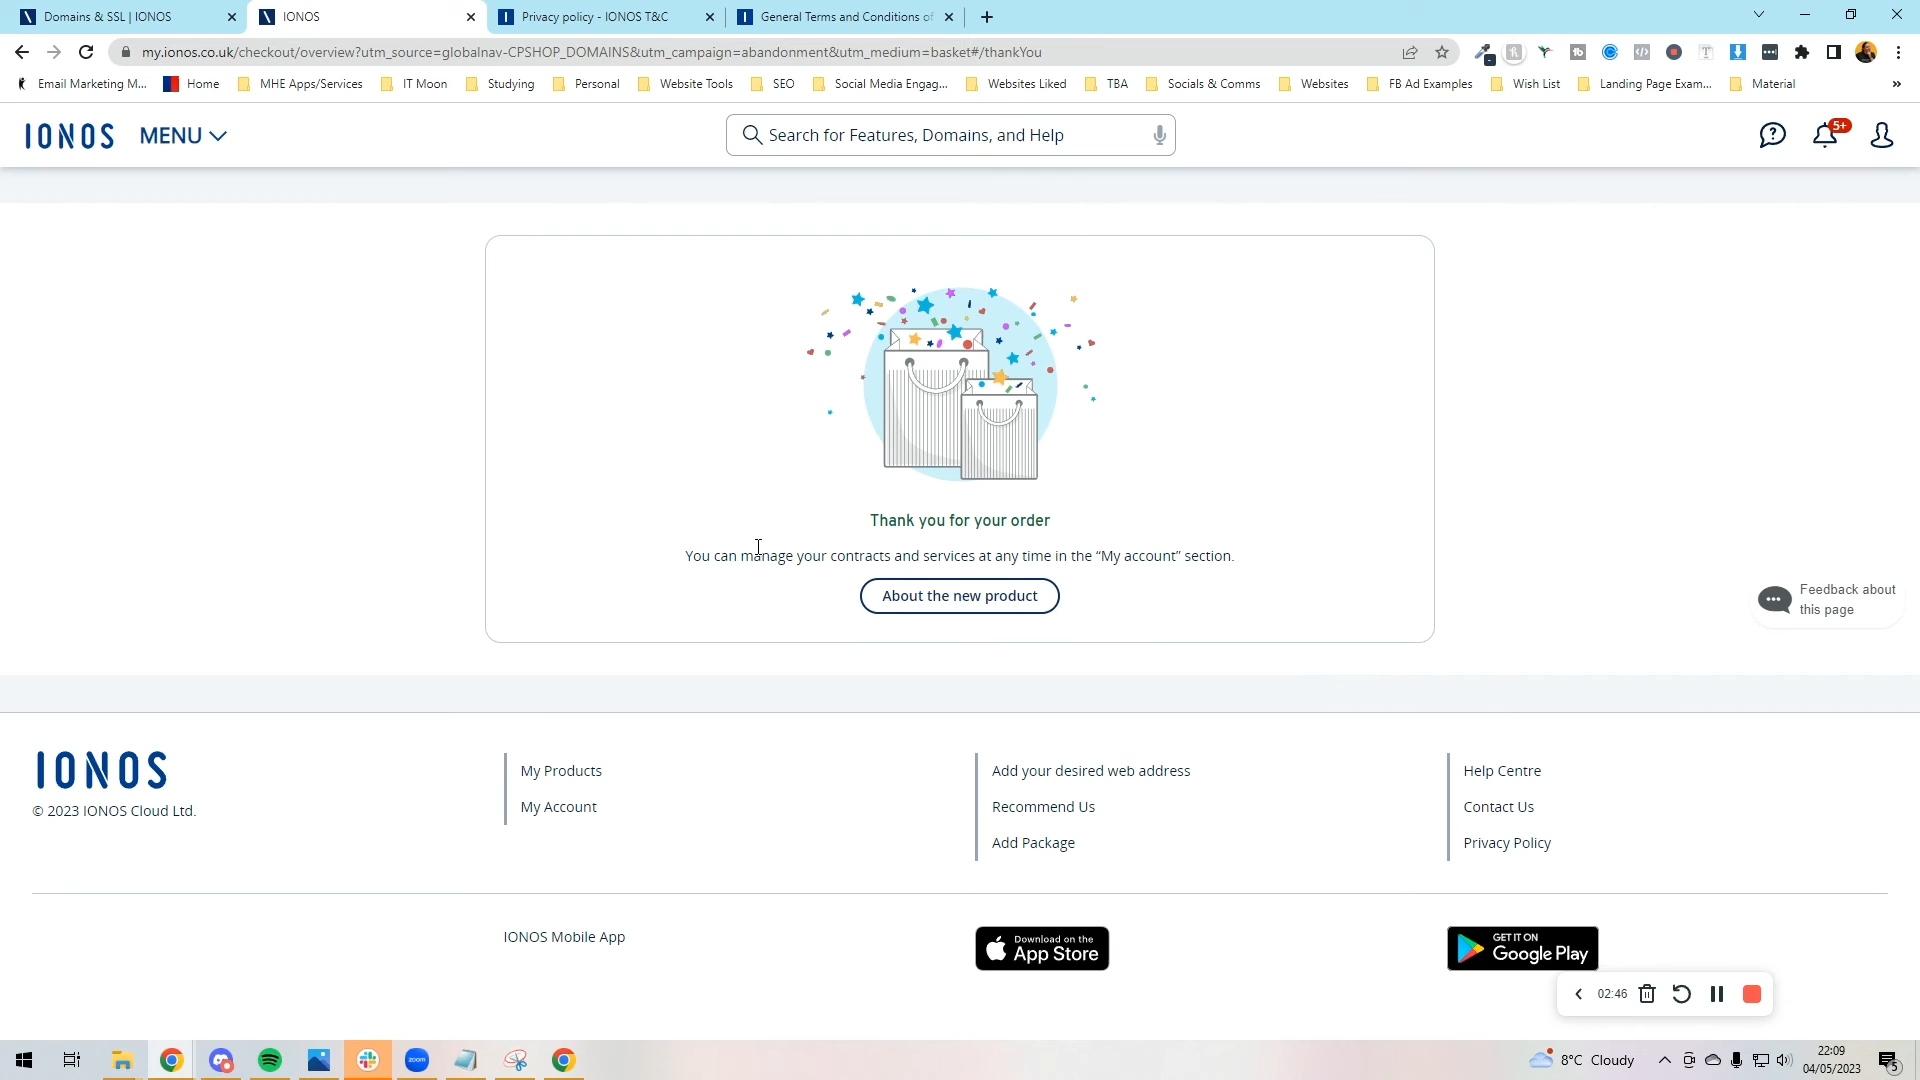 Domains & SSL | IONOS
IONOS
Privacy policy - IONOS T&C
General Terms and Conditions of
my.ionos.co.uk/checkout/overview?utm_source=globalnav-CPSHOP_DOMAINS&utm_campaign=abandonment&utm_medium=basket#/thankYou
Email Marketing M...
Home
MHE Apps/Services
IT Moon
Studying
Personal
Website Tools
SEO
Social Media Engag...
Websites Liked
TBA
Socials & Comms
Websites
FB Ad Examples
Wish List
Landing Page Exam...
Material
»
IONOS
MENU
Search for Features, Domains, and Help
5+
Thank you for your order
You can manage your contracts and services at any time in the “My account” section.
About the new product
Feedback about
this page
IONOS
© 2023 IONOS Cloud Ltd.
My Products
My Account
Add your desired web address
Recommend Us
Add Package
Help Centre
Contact Us
Privacy Policy
IONOS Mobile App
Download on the
App Store
GET IT ON
Google Play
02:46
zoom
8°C Cloudy
22:09
04/05/2023
5